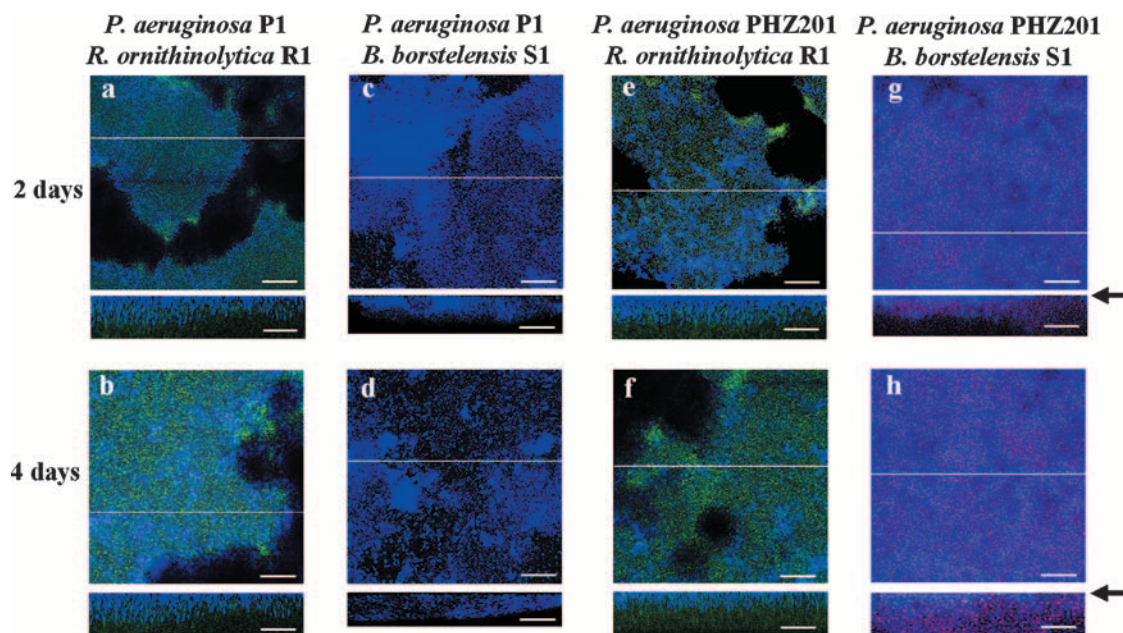 P. aeruginosa P1
R. ornithinolytica R1
P. aeruginosa P1
B. borstelensis S1
P. aeruginosa PHZ201
R. ornithinolytica R1
P. aeruginosa PHZ201
B. borstelensis S1
2 days
a
c
e
g
4 days
b
d
f
h